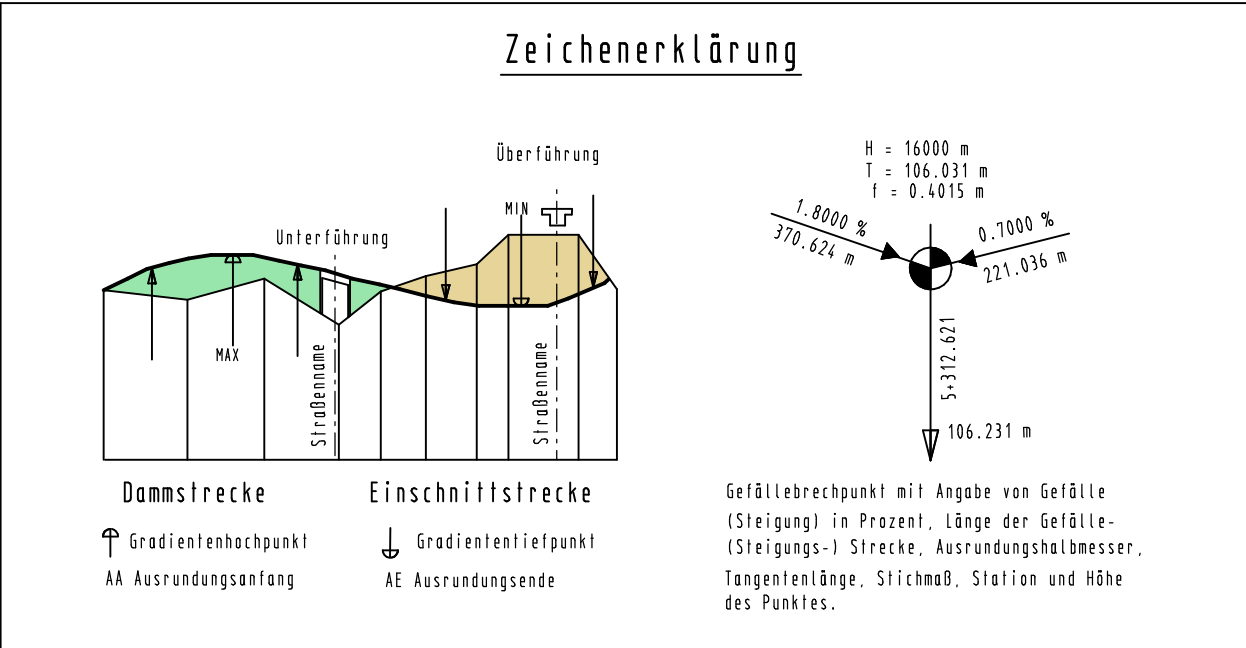 Zeichenerklärung
Überführung
MIN
Unterführung
MAX
Straßenname
Straßenname
Dammstrecke
Einschnittstrecke
Gradientenhochpunkt
Gradiententiefpunkt
AA Ausrundungsanfang
AE Ausrundungsende
H = 16000 m
T = 106.031 m
f = 0.4015 m
1.8000 %
370.624 m
0.7000 %
221.036 m
5+312.621
106.231 m
Gefällebrechpunkt mit Angabe von Gefälle
(Steigung) in Prozent, Länge der Gefälle-
(Steigungs-) Strecke, Ausrundungshalbmesser,
Tangentenlänge, Stichmaß, Station und Höhe
des Punktes.